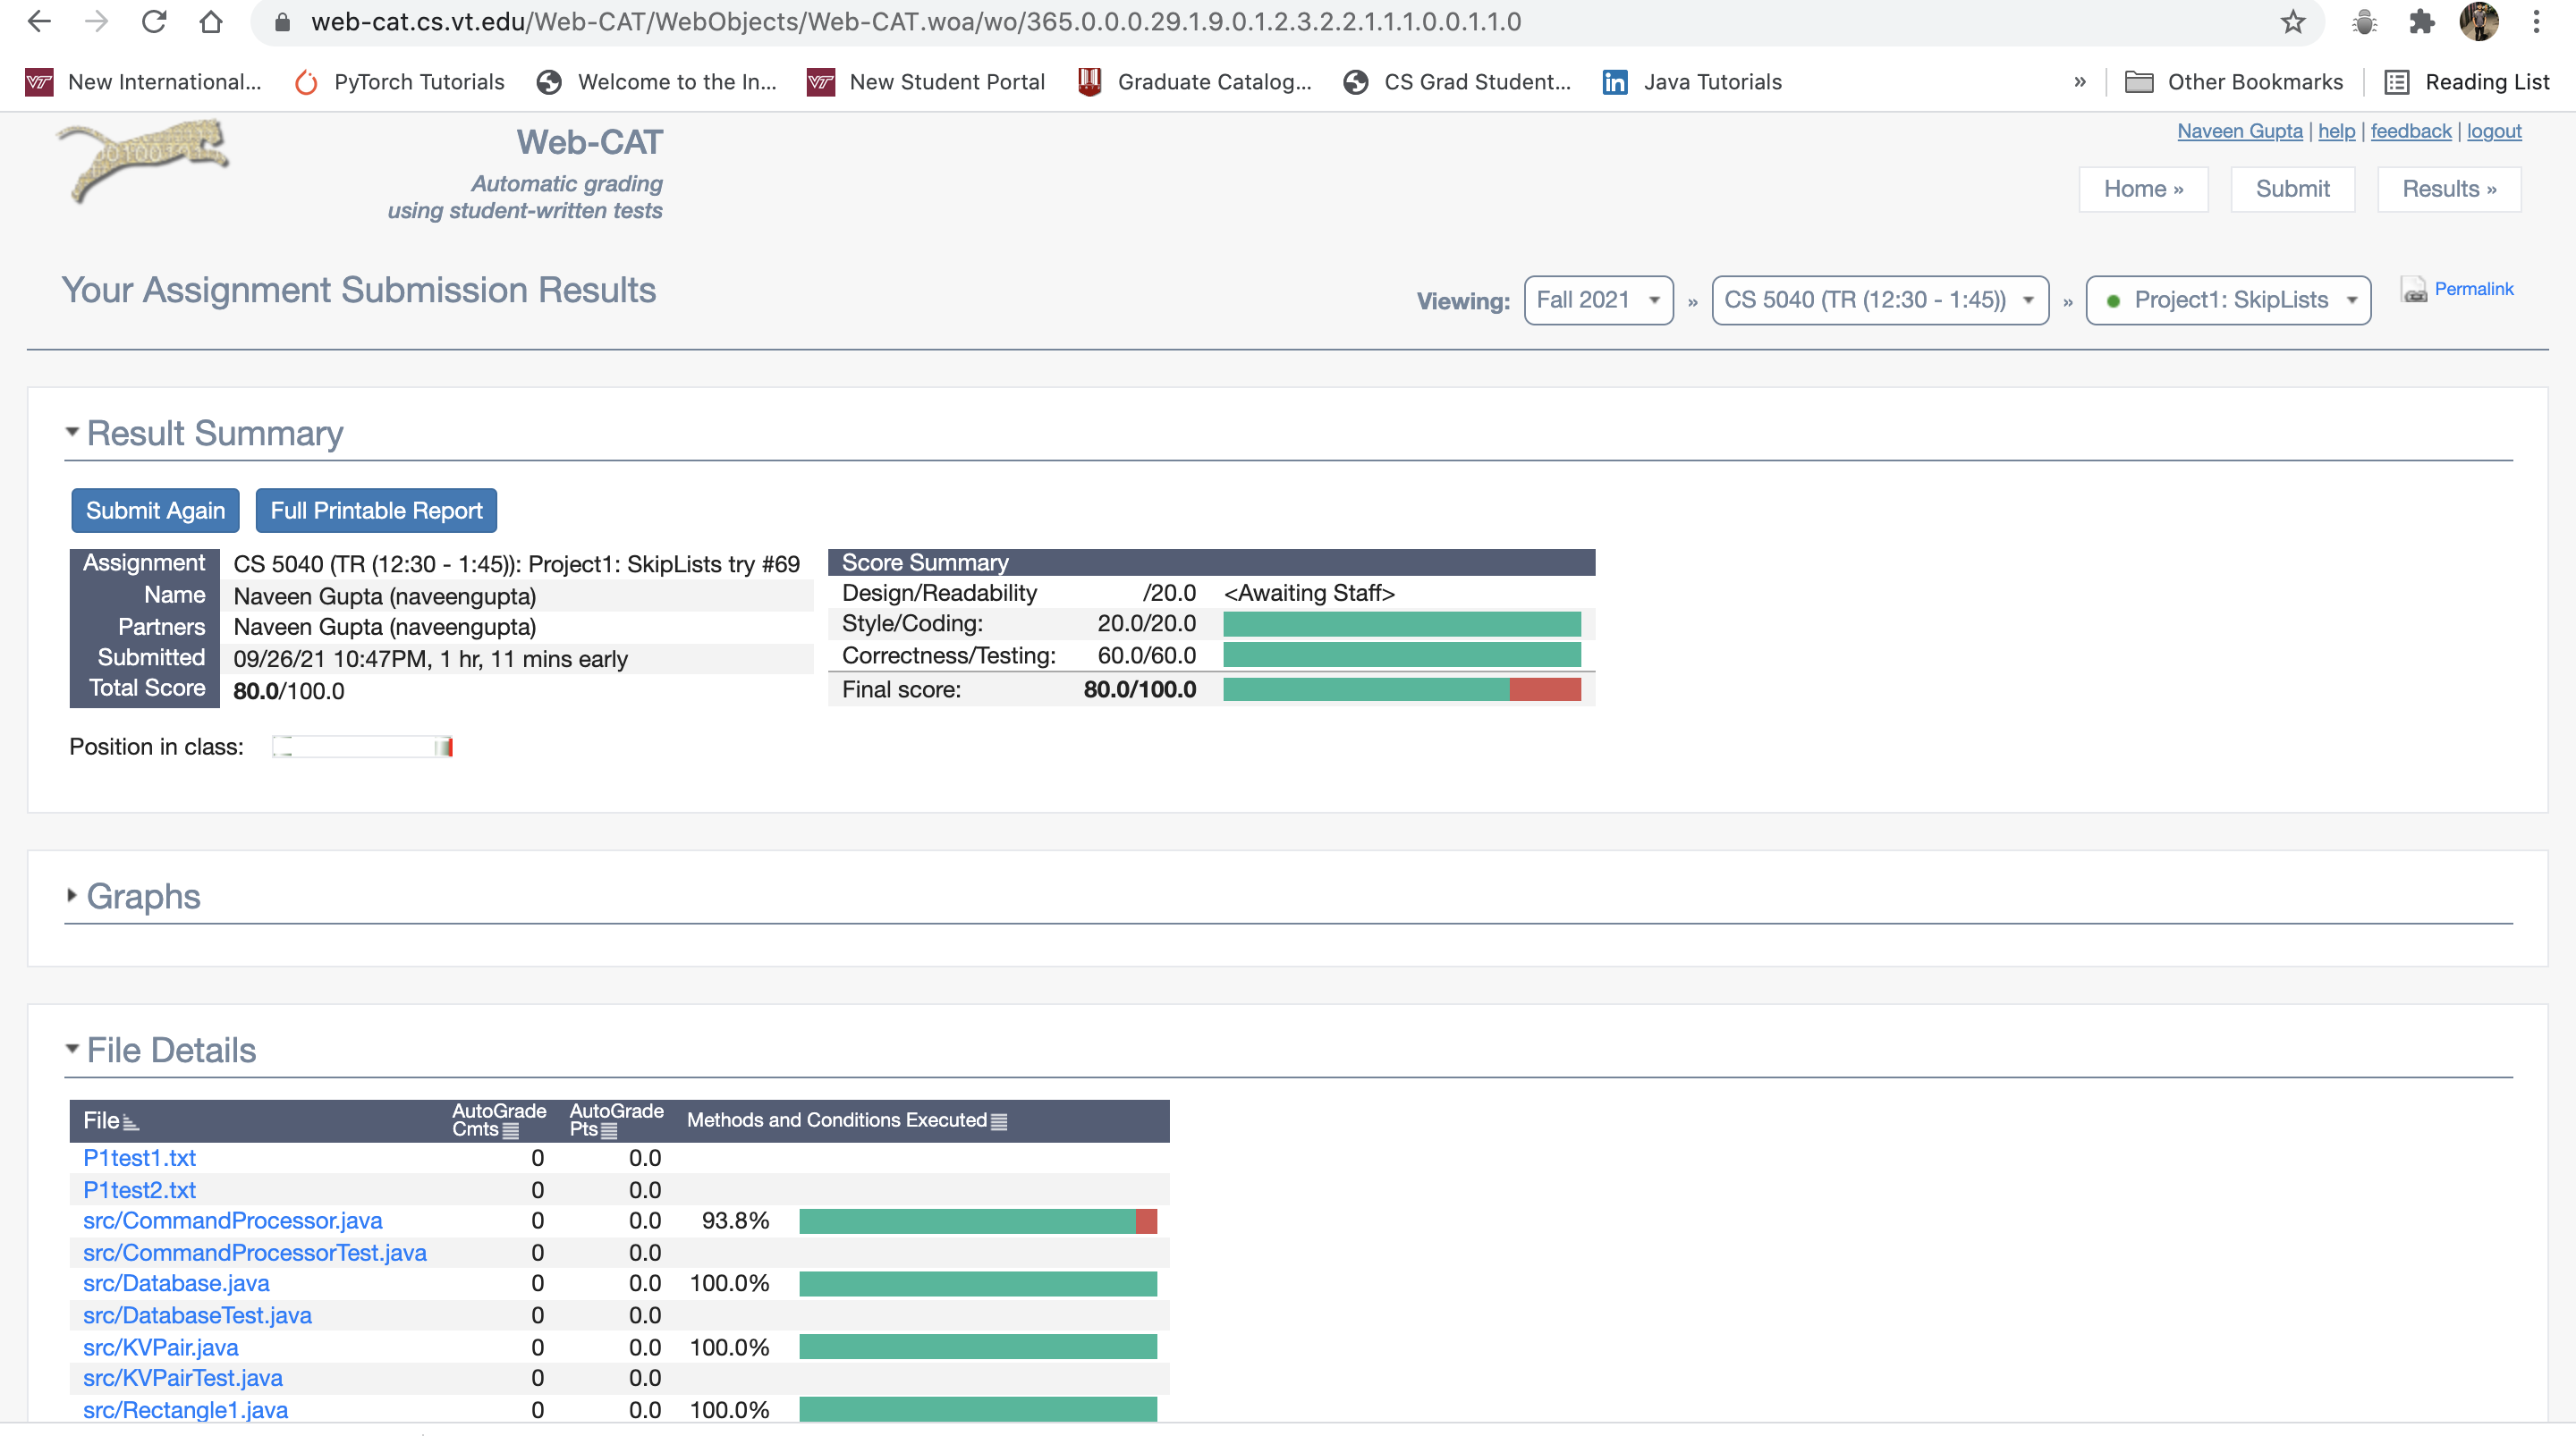 web-cat.cs.vt.edu/Web-CAT/WebObjects/Web-CAT.woa/wo/365.0.0.0.29.1.9.0.1.2.3.2.2.1.1.1.0.0.1.1.0
New International... PyTorch Tutorials Welcome to the In... New Student Portal Graduate Catalog... CS Grad Student... Java Tutorials » Other Bookmarks Reading List
Web-CAT
Automatic grading
using student-written tests
Naveen Gupta | help | feedback | logout
Home » Submit Results »
Your Assignment Submission Results
Viewing: Fall 2021 » CS 5040 (TR (12:30 - 1:45)) » Project1: SkipLists Permalink
Result Summary
Submit Again Full Printable Report
Assignment CS 5040 (TR (12:30 - 1:45)): Project1: SkipLists try #69
Name Naveen Gupta (naveengupta)
Partners Naveen Gupta (naveengupta)
Submitted 09/26/21 10:47PM, 1 hr, 11 mins early
Total Score 80.0/100.0
Score Summary
Design/Readability /20.0 <Awaiting Staff>
Style/Coding: 20.0/20.0
Correctness/Testing: 60.0/60.0
Final score: 80.0/100.0
Position in class:
Graphs
File Details
File AutoGrade Cmts AutoGrade Pts Methods and Conditions Executed
P1test1.txt 0 0.0
P1test2.txt 0 0.0
src/CommandProcessor.java 0 0.0 93.8%
src/CommandProcessorTest.java 0 0.0
src/Database.java 0 0.0 100.0%
src/DatabaseTest.java 0 0.0
src/KVPair.java 0 0.0 100.0%
src/KVPairTest.java 0 0.0
src/Rectangle1.java 0 0.0 100.0%